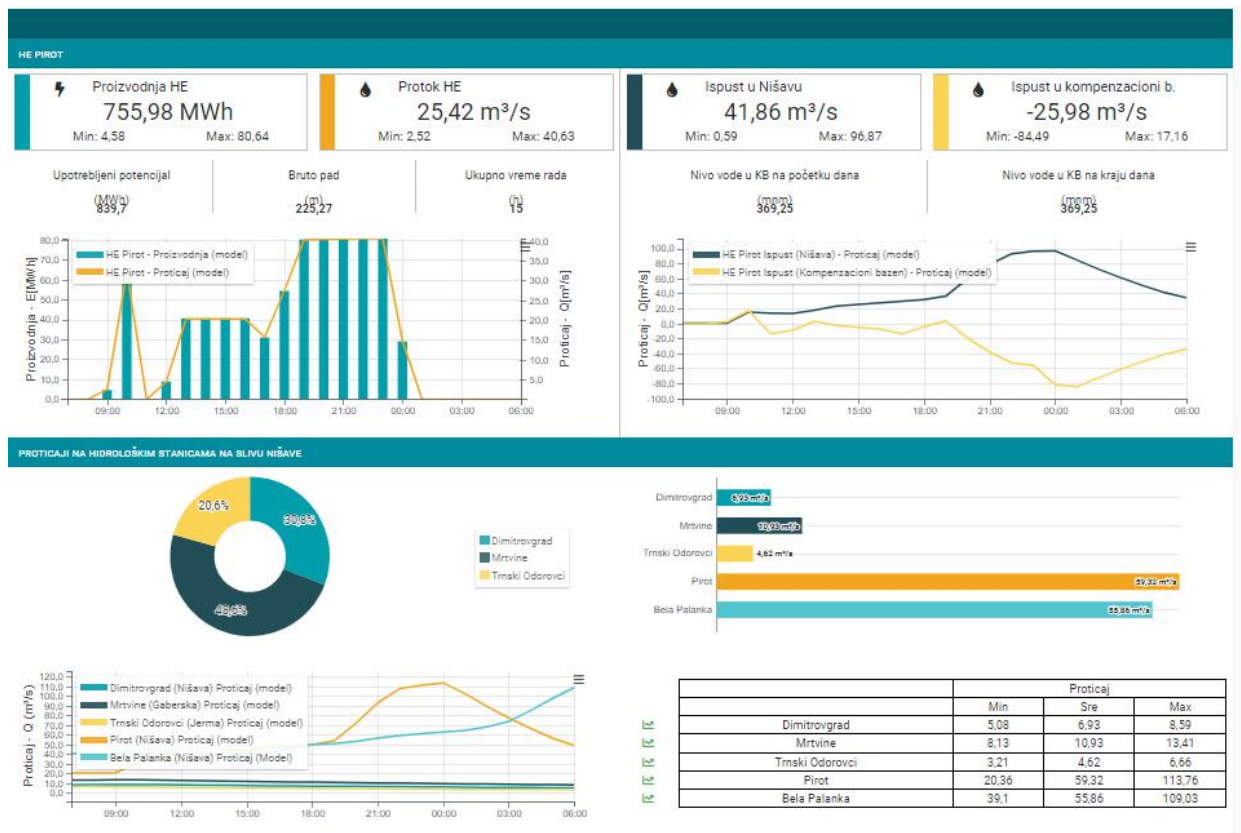 HE PIROT
Proizvodnja HE
755,98 MWh
Min: 4,58 Max: 80,64
Protok HE
25,42 m³/s
Min: 2,52 Max: 40,63
Ispust u Nišavu
41,86 m³/s
Min: 0,59 Max: 96,87
Ispust u kompenzacioni b.
-25,98 m³/s
Min: -84,49 Max: 17,16
Upotrebljeni potencijal
(MWh)
839,7
Bruto pad
(m)
225,27
Ukupno vreme rada
(h)
15
Nivo vode u KB na početku dana
(mnm)
369,25
Nivo vode u KB na kraju dana
(mnm)
369,25
Proizvodnja - E[MWh]
80,0
70,0
60,0
50,0
40,0
30,0
20,0
10,0
0,0
HE Pirot - Proizvodnja (model)
HE Pirot - Proticaj (model)
40,0
35,0
30,0
25,0
20,0
15,0
10,0
5,0
Proticaj - Q[m³/s]
09:00 12:00 15:00 18:00 21:00 00:00 03:00 06:00
Proticaj - Q[m³/s]
100,0
80,0
60,0
40,0
20,0
0,0
-20,0
-40,0
-60,0
-80,0
-100,0
HE Pirot Ispust (Nišava) - Proticaj (model)
HE Pirot Ispust (Kompenzacioni bazen) - Proticaj (model)
09:00 12:00 15:00 18:00 21:00 00:00 03:00 06:00
PROTICAJI NA HIDROLOŠKIM STANICAMA NA SLIVU NIŠAVE
20,6%
30,8%
48,6%
Dimitrovgrad
Mrtvine
Trnski Odorovci
Dimitrovgrad 6,93 m³/s
Mrtvine 10,93 m³/s
Trnski Odorovci 4,62 m³/s
Pirot 59,32 m³/s
Bela Palanka 55,86 m³/s
Proticaj - Q (m³/s)
120,0
110,0
100,0
90,0
80,0
70,0
60,0
50,0
40,0
30,0
20,0
10,0
0,0
Dimitrovgrad (Nišava) Proticaj (model)
Mrtvine (Gaberska) Proticaj (model)
Trnski Odorovci (Jerma) Proticaj (model)
Pirot (Nišava) Proticaj (model)
Bela Palanka (Nišava) Proticaj (Model)
09:00 12:00 15:00 18:00 21:00 00:00 03:00 06:00
Proticaj
Min Sre Max
Dimitrovgrad 5,08 6,93 8,59
Mrtvine 8,13 10,93 13,41
Trnski Odorovci 3,21 4,62 6,66
Pirot 20,36 59,32 113,76
Bela Palanka 39,1 55,86 109,03